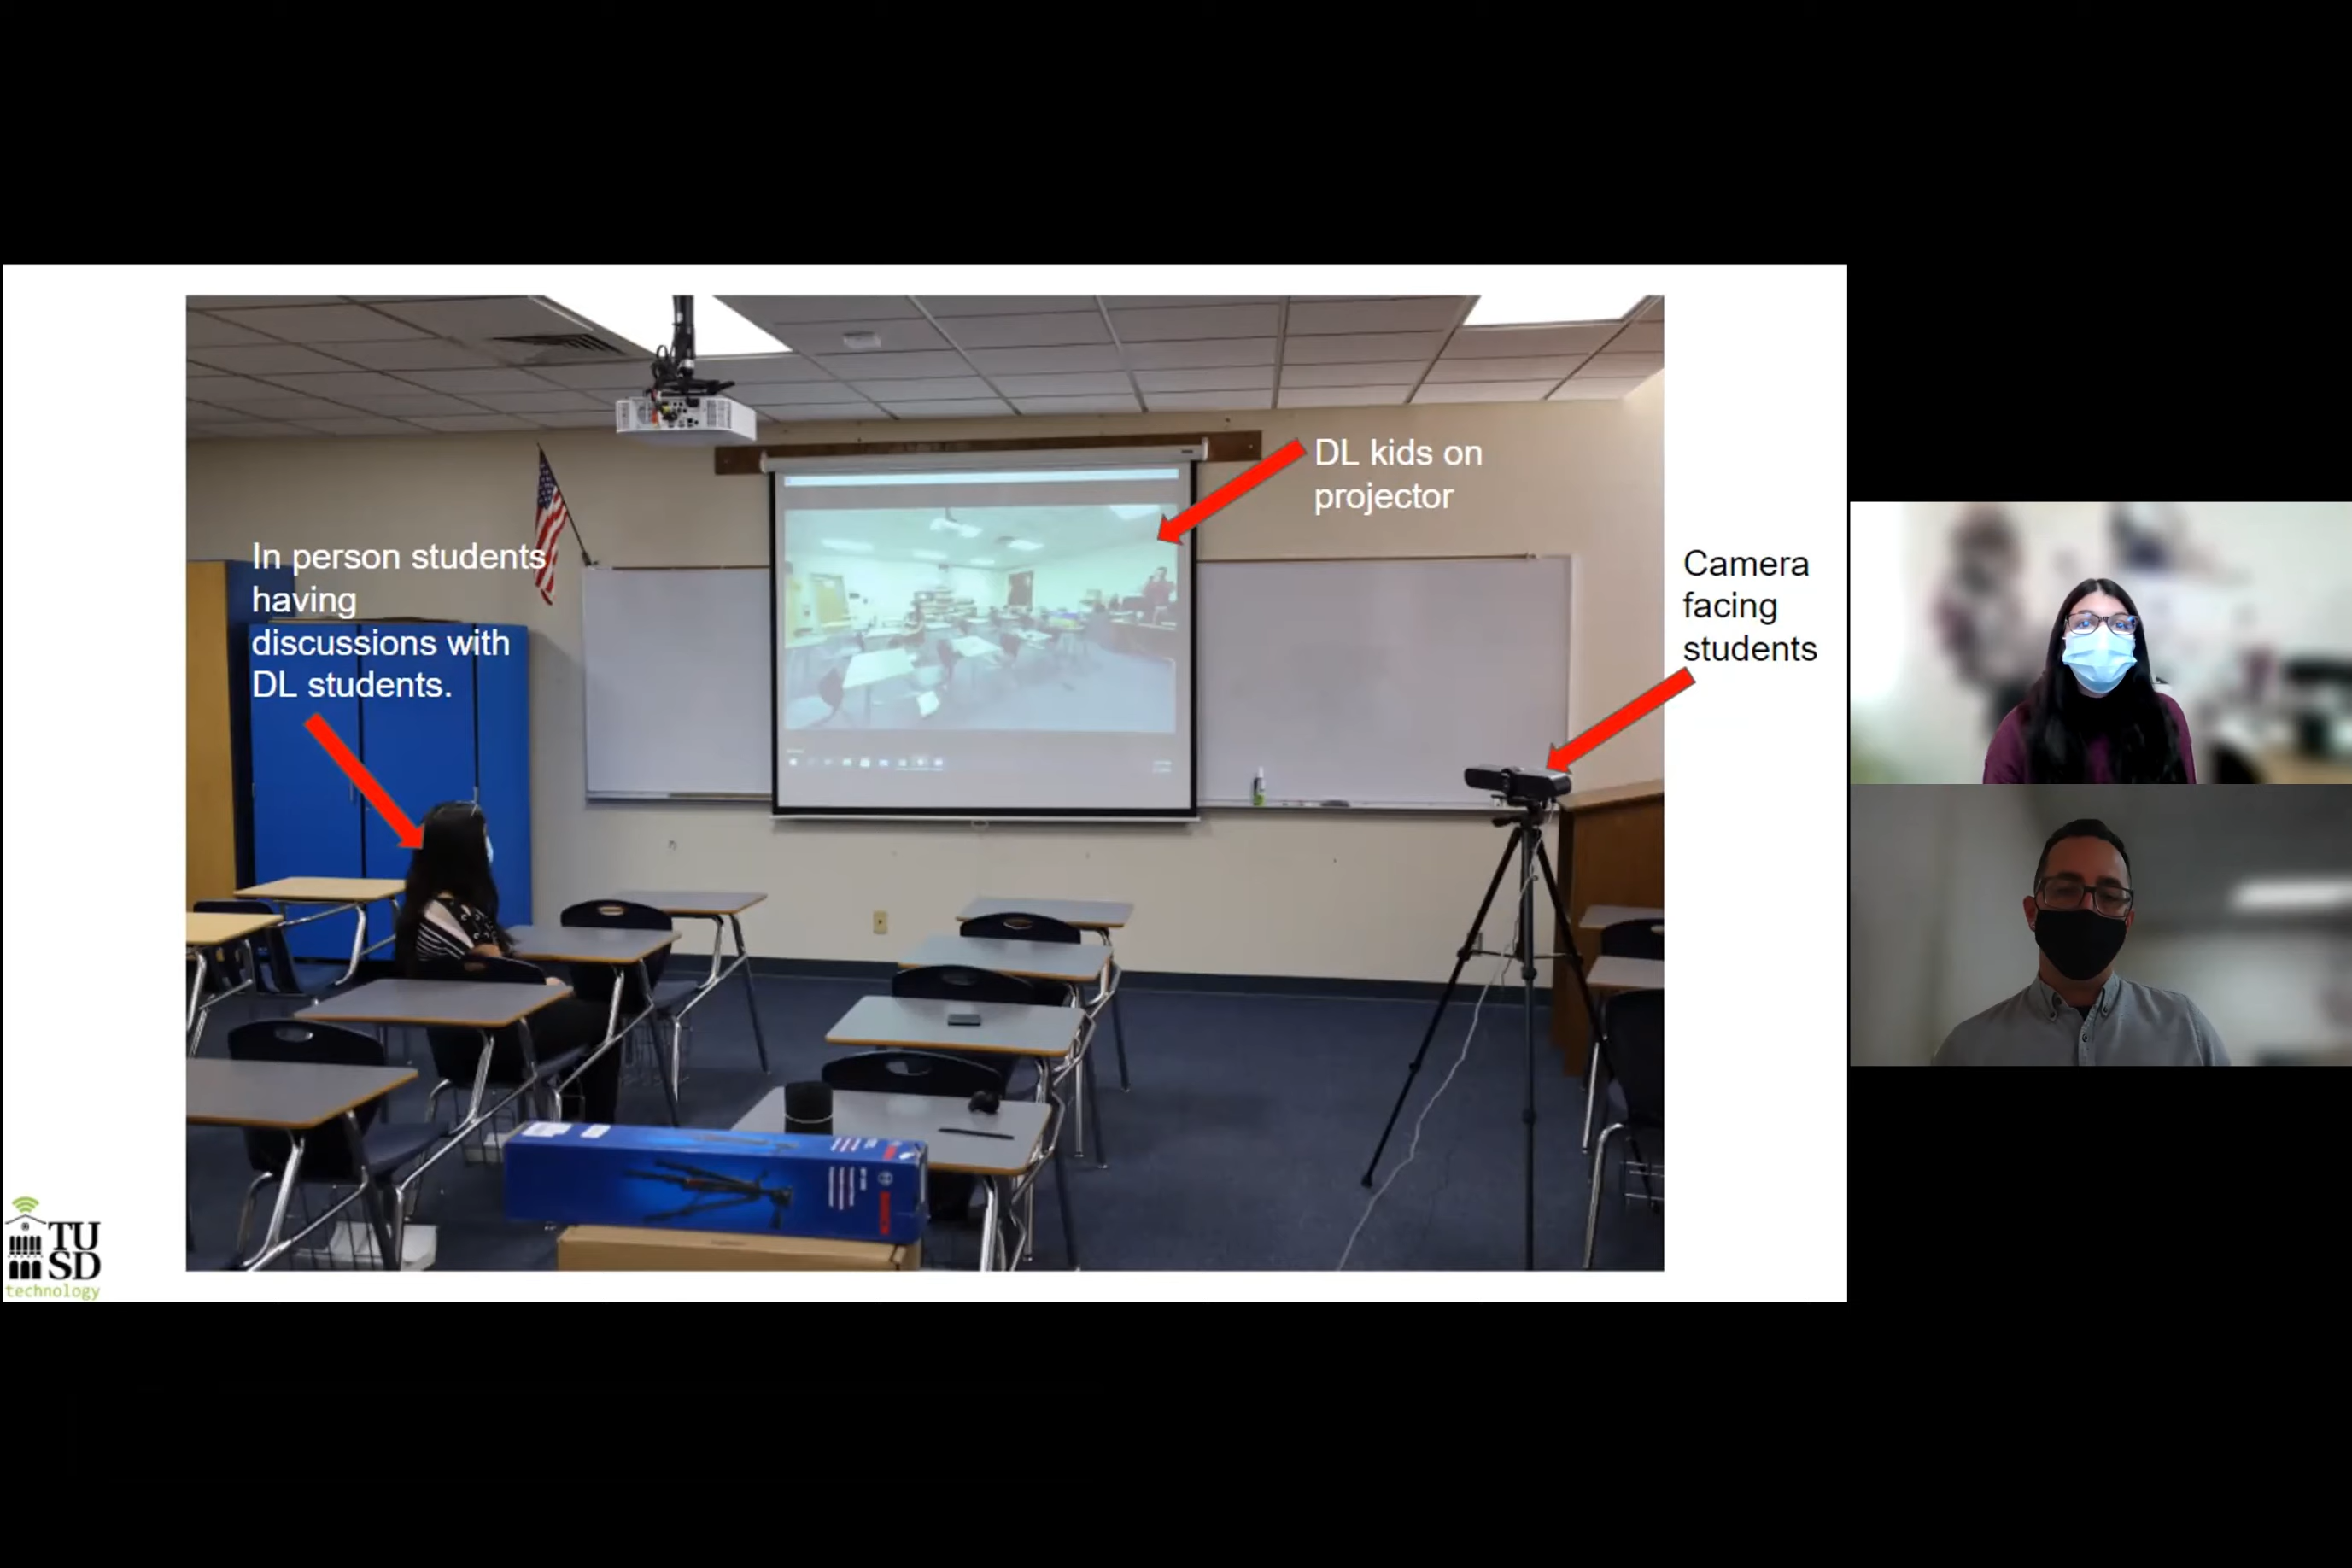 DL kids on
projector
In person students
having
discussions with
DL students.
Camera
facing
students
TU
SD
technology